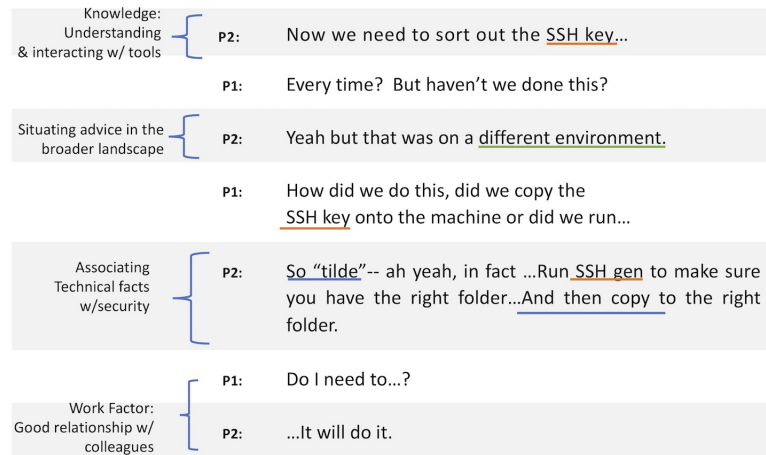 Knowledge:
Understanding
& interacting w/ tools
P2: Now we need to sort out the SSH key...
P1: Every time? But haven't we done this?
Situating advice in the
broader landscape
P2: Yeah but that was on a different environment.
P1: How did we do this, did we copy the
SSH key onto the machine or did we run...
Associating
Technical facts
w/security
P2: So “tilde”-- ah yeah, in fact ...Run SSH gen to make sure
you have the right folder...And then copy to the right
folder.
P1: Do I need to...?
Work Factor:
Good relationship w/
colleagues
P2: ...It will do it.